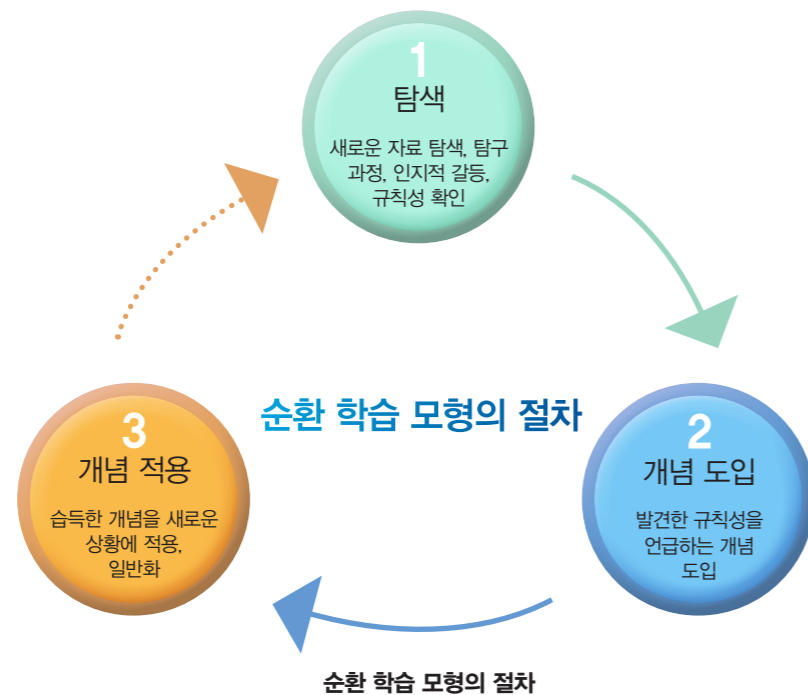 1
탐색
새로운 자료 탐색, 탐구
과정, 인지적 갈등,
규칙성 확인
순환 학습 모형의 절차
3
개념 적용
습득한 개념을 새로운
상황에 적용,
일반화
2
개념 도입
발견한 규칙성을
언급하는 개념
도입
순환 학습 모형의 절차